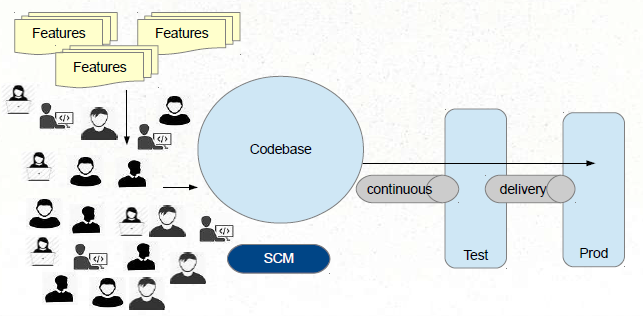 Features
Features
Features
Codebase
continuous
delivery
SCM
Test
Prod